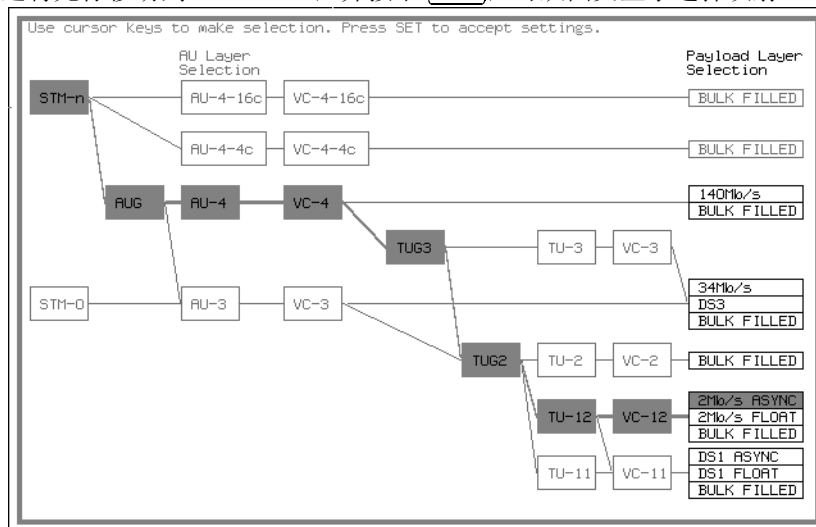 Use cursor Keys to make selection. Press SET to accept settings.
AU Layer
Selection
Payload Layer
Selection
STM-n
AU-4-16c
VC-4-16c
BULK FILLED
AU-4-4c
VC-4-4c
BULK FILLED
AUG
AU-4
VC-4
140Mb/s
BULK FILLED
TUG3
TU-3
VC-3
STM-0
AU-3
VC-3
34Mb/s
DS3
BULK FILLED
TUG2
TU-2
VC-2
BULK FILLED
TU-12
VC-12
2Mb/s ASYNC
2Mb/s FLOAT
BULK FILLED
TU-11
VC-11
DS1 ASYNC
DS1 FLOAT
BULK FILLED